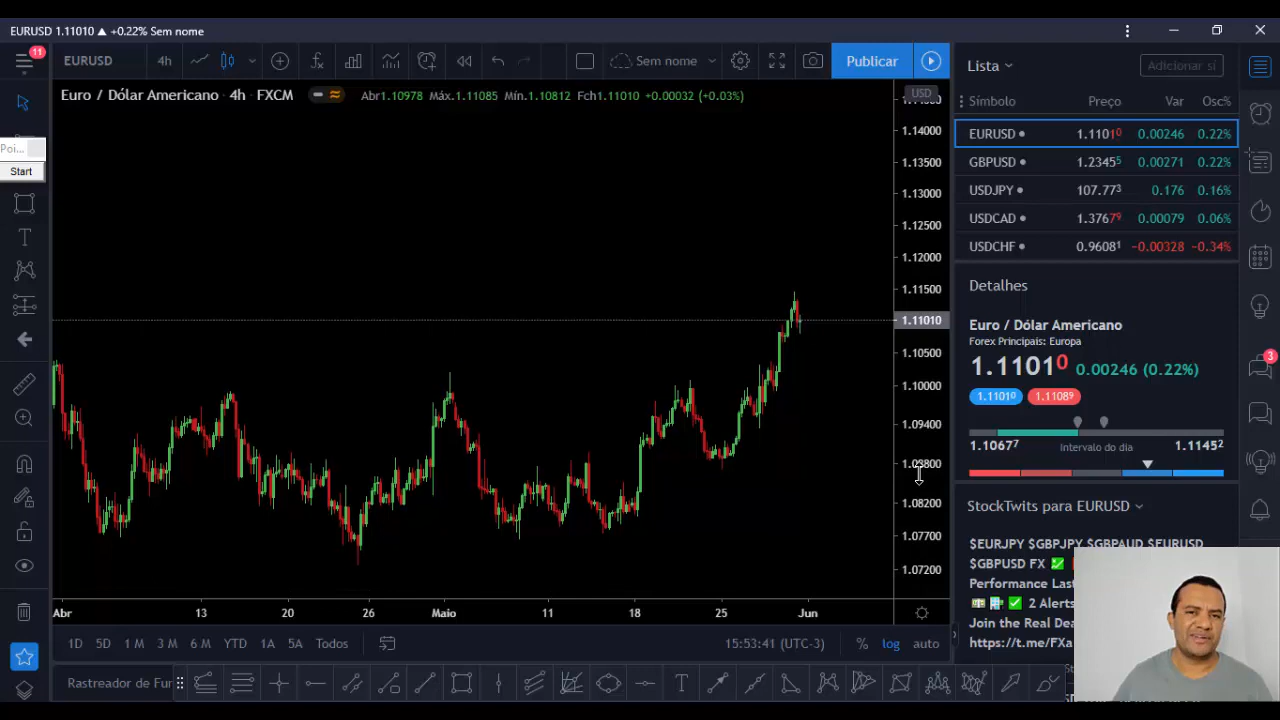 EURUSD 1.11010 ▲ +0.22% Sem nome
11
EURUSD 4h Sem nome Publicar
Lista Adicionar sí
Euro / Dólar Americano · 4h · FXCM Abr1.10978 Máx.1.11085 Mín.1.10812 Fch1.11010 +0.00032 (+0.03%)
USD
Símbolo Preço Var Osc%
EURUSD 1.11010 0.00246 0.22%
GBPUSD 1.23455 0.00271 0.22%
USDJPY 107.773 0.176 0.16%
USDCAD 1.37679 0.00079 0.06%
USDCHF 0.96081 −0.00328 −0.34%
Poi...
Start
1.14000
1.13500
1.13000
1.12500
1.12000
1.11500
1.11010
1.10500
1.10000
1.09400
1.08200
1.07700
1.07200
Abr 13 20 26 Maio 11 18 25 Jun
1D 5D 1 M 3 M 6 M YTD 1A 5A Todos 15:53:41 (UTC-3) % log auto
Rastreador de Fur
Detalhes
Euro / Dólar Americano
Forex Principais: Europa
1.11010 0.00246 (0.22%)
1.11010 1.11089
1.10677 Intervalo do dia 1.11452
3
StockTwits para EURUSD
$EURJPY $GBPJPY $GBPAUD $EURUSD
$GBPUSD FX
Performance Last
2 Alerts
Join the Real Dea
https://t.me/FXa